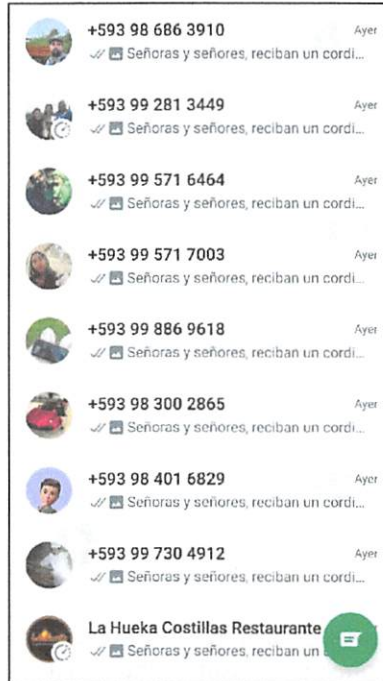 +593 98 686 3910 Ayer
Señoras y señores, reciban un cordi...
+593 99 281 3449 Ayer
Señoras y señores, reciban un cordi...
+593 99 571 6464 Ayer
Señoras y señores, reciban un cordi...
+593 99 571 7003 Ayer
Señoras y señores, reciban un cordi...
+593 99 886 9618 Ayer
Señoras y señores, reciban un cordi...
+593 98 300 2865 Ayer
Señoras y señores, reciban un cordi...
+593 98 401 6829 Ayer
Señoras y señores, reciban un cordi...
+593 99 730 4912 Ayer
Señoras y señores, reciban un cordi...
La Hueka Costillas Restaurante
Señoras y señores, reciban un